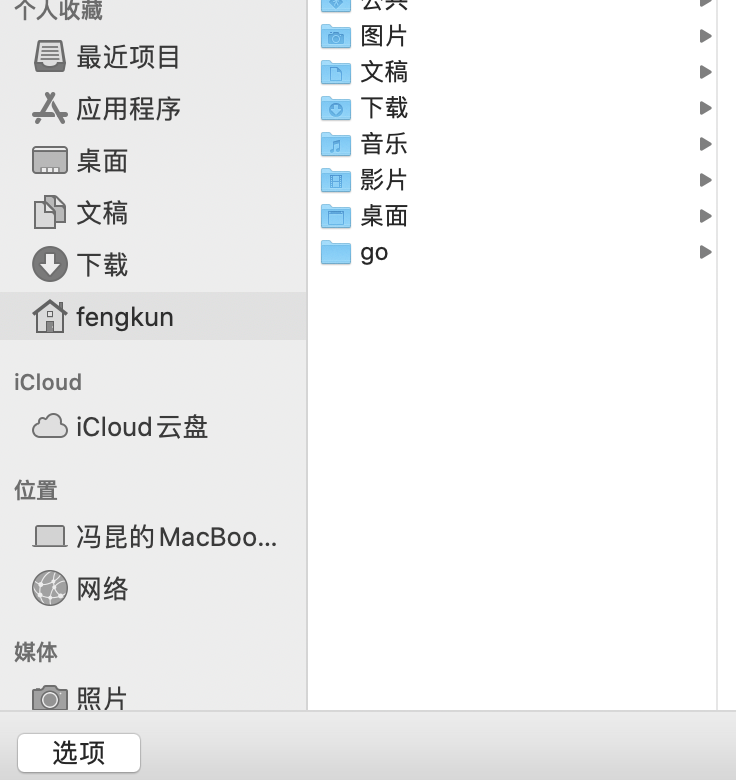 个人收藏
最近项目
应用程序
桌面
文稿
下载
fengkun
iCloud
iCloud云盘
位置
冯昆的MacBoo...
网络
媒体
照片
公共
图片
文稿
下载
音乐
影片
桌面
go
选项